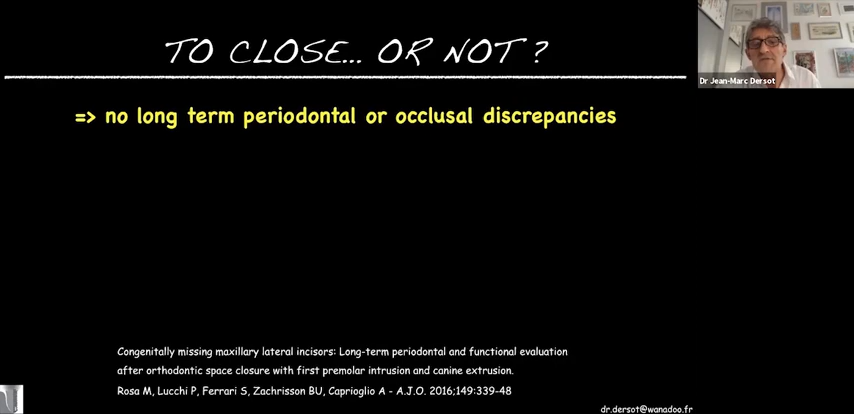 TO CLOSE... OR NOT ?
Dr Jean-Marc Dersot
=> no long term periodontal or occlusal discrepancies
Congenitally missing maxillary lateral incisors: Long-term periodontal and functional evaluation
after orthodontic space closure with first premolar intrusion and canine extrusion.
Rosa M, Lucchi P, Ferrari S, Zachrisson BU, Caprioglio A - A.J.O. 2016;149:339-48
dr.dersot@wanadoo.fr